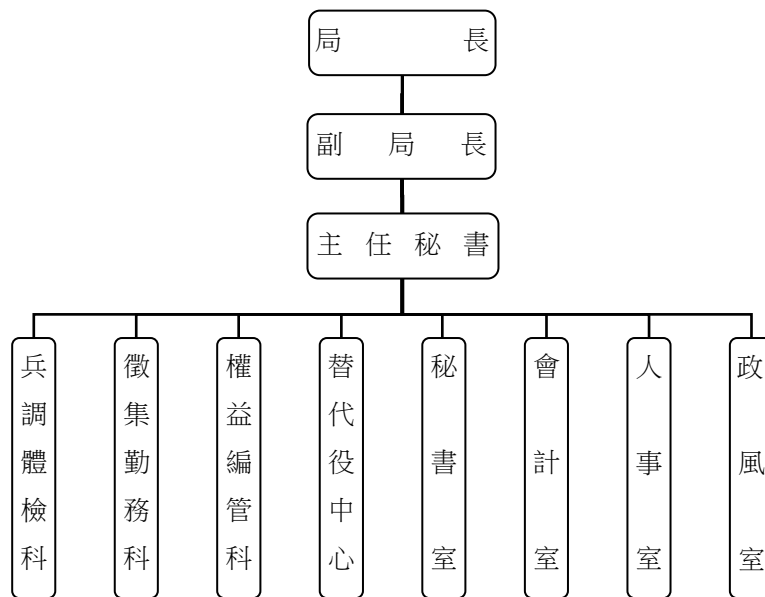 局長
副局長
主任秘書
兵調體檢科
徵集勤務科
權益編管科
替代役中心
秘書室
會計室
人事室
政風室